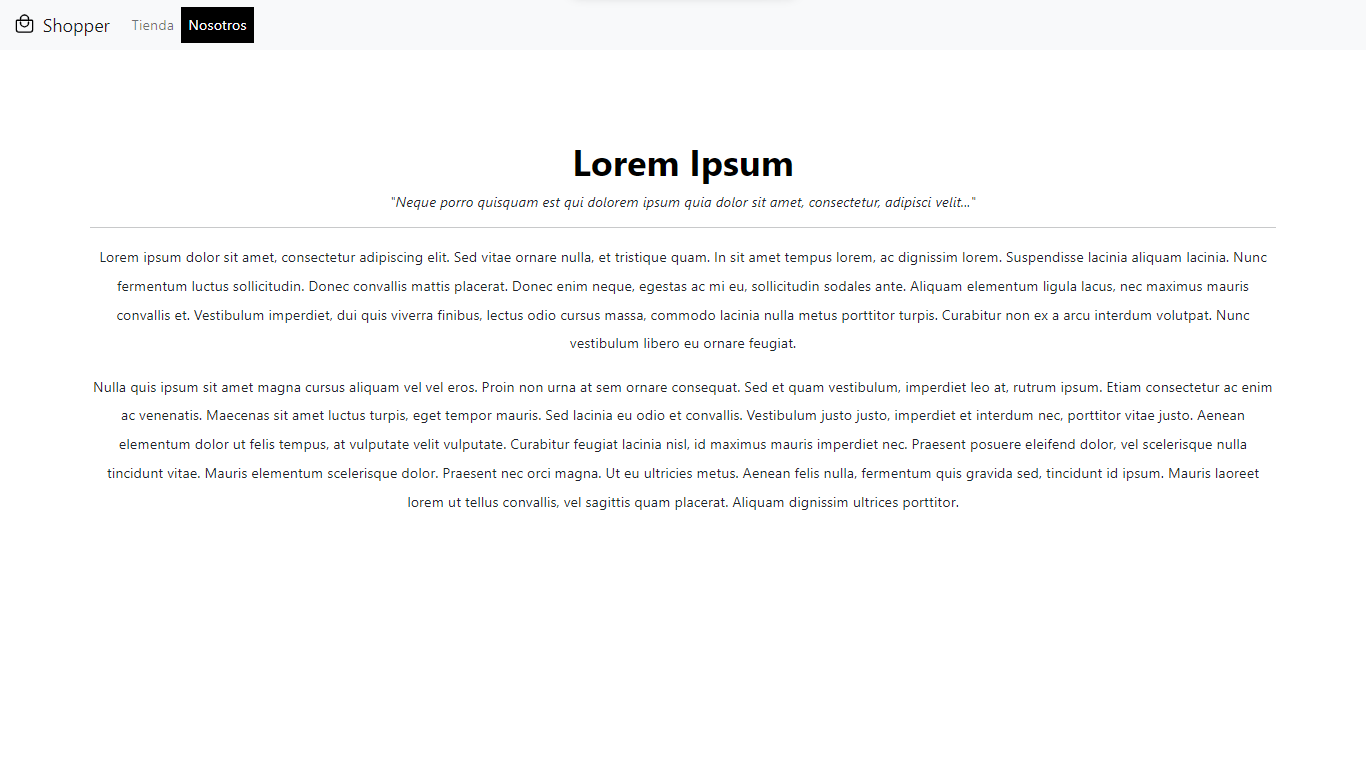 Shopper Tienda Nosotros
Lorem Ipsum
"Neque porro quisquam est qui dolorem ipsum quia dolor sit amet, consectetur, adipisci velit..."
Lorem ipsum dolor sit amet, consectetur adipiscing elit. Sed vitae ornare nulla, et tristique quam. In sit amet tempus lorem, ac dignissim lorem. Suspendisse lacinia aliquam lacinia. Nunc
fermentum luctus sollicitudin. Donec convallis mattis placerat. Donec enim neque, egestas ac mi eu, sollicitudin sodales ante. Aliquam elementum ligula lacus, nec maximus mauris
convallis et. Vestibulum imperdiet, dui quis viverra finibus, lectus odio cursus massa, commodo lacinia nulla metus porttitor turpis. Curabitur non ex a arcu interdum volutpat. Nunc
vestibulum libero eu ornare feugiat.
Nulla quis ipsum sit amet magna cursus aliquam vel vel eros. Proin non urna at sem ornare consequat. Sed et quam vestibulum, imperdiet leo at, rutrum ipsum. Etiam consectetur ac enim
ac venenatis. Maecenas sit amet luctus turpis, eget tempor mauris. Sed lacinia eu odio et convallis. Vestibulum justo justo, imperdiet et interdum nec, porttitor vitae justo. Aenean
elementum dolor ut felis tempus, at vulputate velit vulputate. Curabitur feugiat lacinia nisl, id maximus mauris imperdiet nec. Praesent posuere eleifend dolor, vel scelerisque nulla
tincidunt vitae. Mauris elementum scelerisque dolor. Praesent nec orci magna. Ut eu ultricies metus. Aenean felis nulla, fermentum quis gravida sed, tincidunt id ipsum. Mauris laoreet
lorem ut tellus convallis, vel sagittis quam placerat. Aliquam dignissim ultrices porttitor.